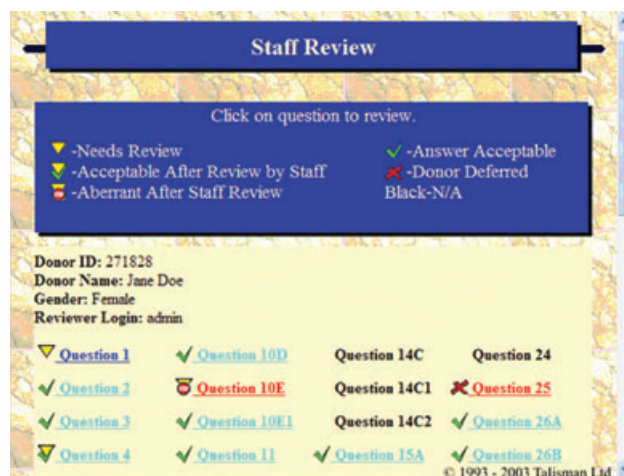 Staff Review
Click on question to review.
-Needs Review -Answer Acceptable
-Acceptable After Review by Staff -Donor Deferred
-Aberrant After Staff Review Black-N/A
Donor ID: 271828
Donor Name: Jane Doe
Gender: Female
Reviewer Login: admin
Question 1 Question 10D Question 14C Question 24
Question 2 Question 10E Question 14C1 Question 25
Question 3 Question 10E1 Question 14C2 Question 26A
Question 4 Question 11 Question 15A Question 26B
© 1993 - 2003 Talisman Ltd.